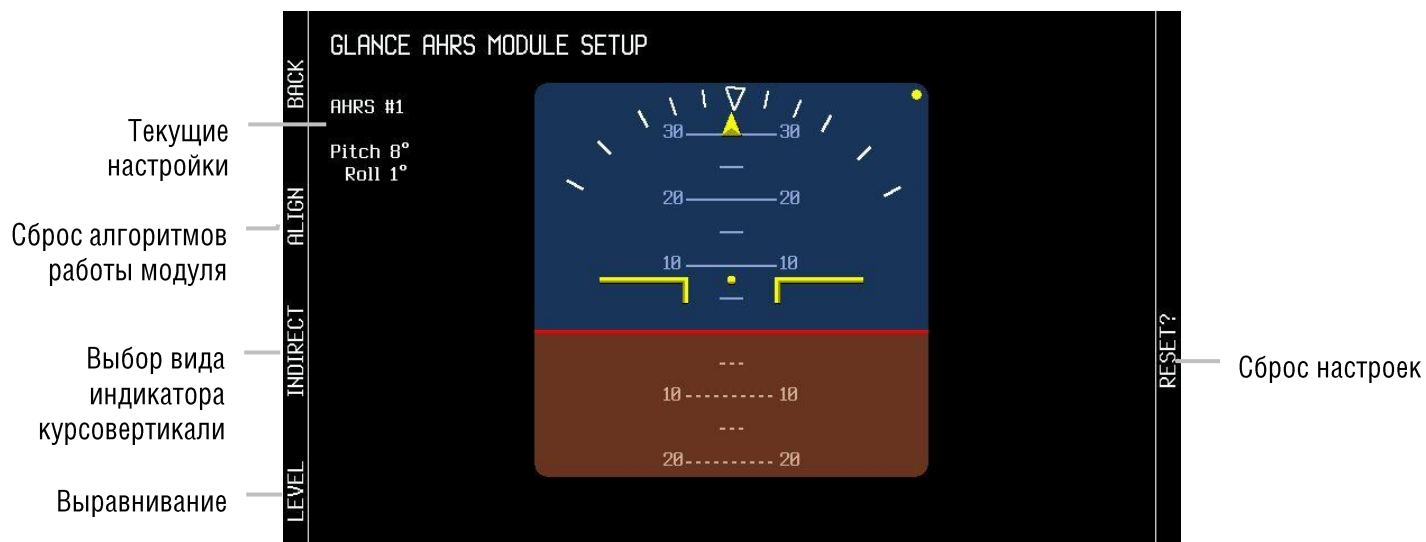 GLANCE AHRS MODULE SETUP
BACK
AHRS #1
Текущие
настройки
Pitch 8°
Roll 1°
30 30
20 20
ALIGN
Сброс алгоритмов
работы модуля
10 10
INDIRECT
Выбор вида
индикатора
курсовертикали
RESET?
Сброс настроек
10 10
20 20
LEVEL
Выравнивание